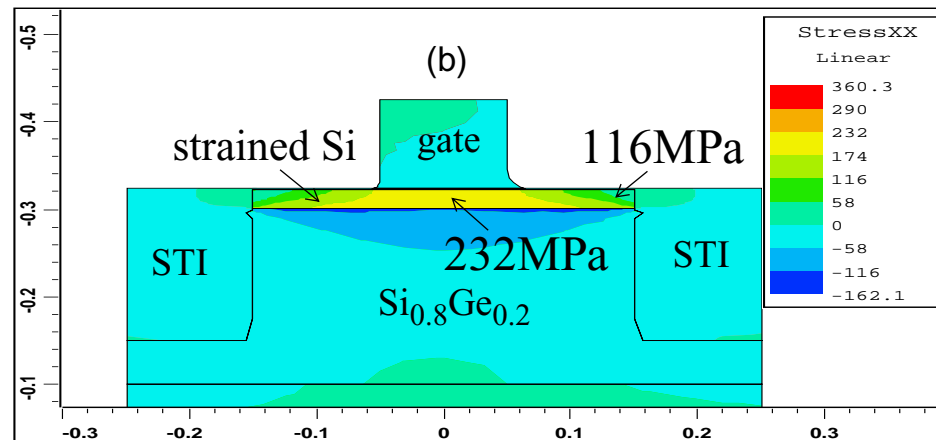 (b)
StressXX
Linear
360.3
290
232
174
116
58
0
-58
-116
-162.1
strained Si
gate
116MPa
232MPa
STI
STI
Si0.8Ge0.2
-0.5
-0.4
-0.3
-0.2
-0.1
-0.3
-0.2
-0.1
0
0.1
0.2
0.3